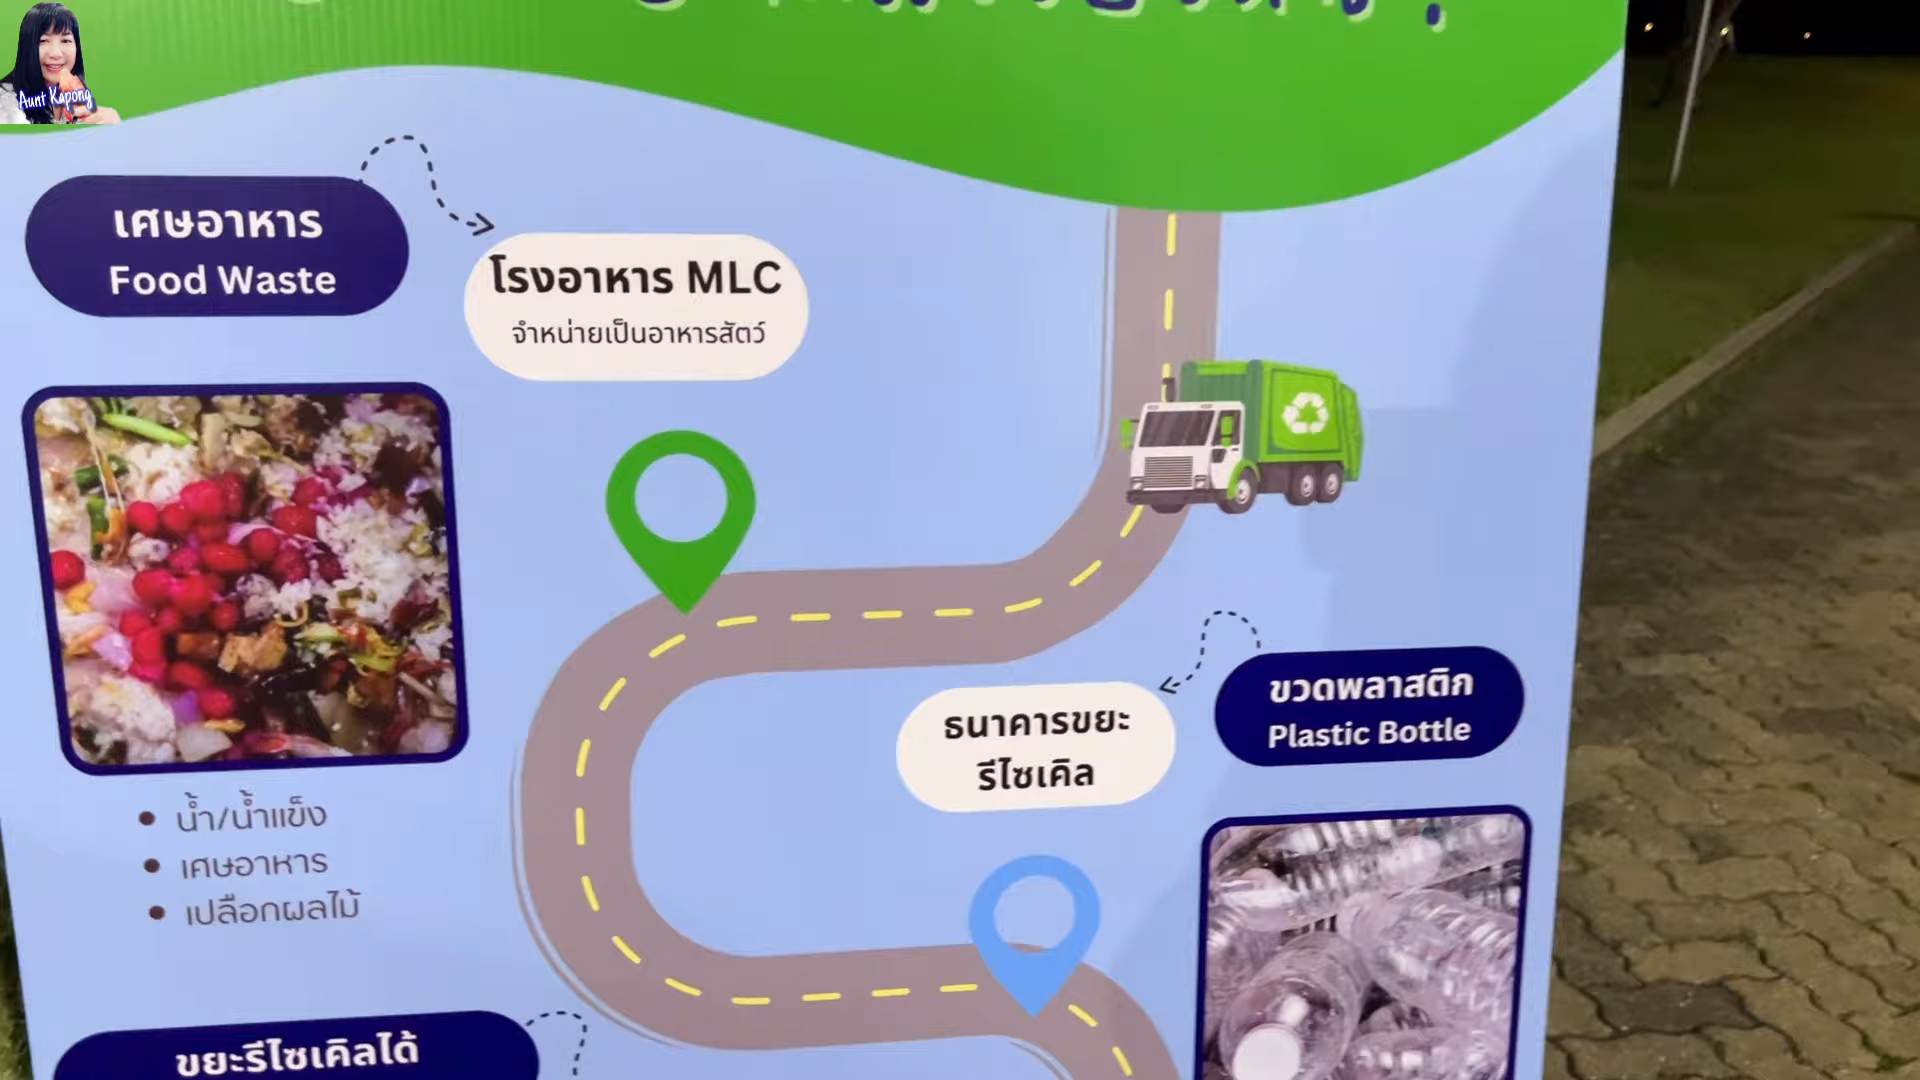 Aunt Kapong
เศษอาหาร
Food Waste
โรงอาหาร MLC
จำหน่ายเป็นอาหารสัตว์
น้ำ/น้ำแข็ง
เศษอาหาร
เปลือกผลไม้
ธนาคารขยะ
รีไซเคิล
ขวดพลาสติก
Plastic Bottle
ขยะรีไซเคิลได้